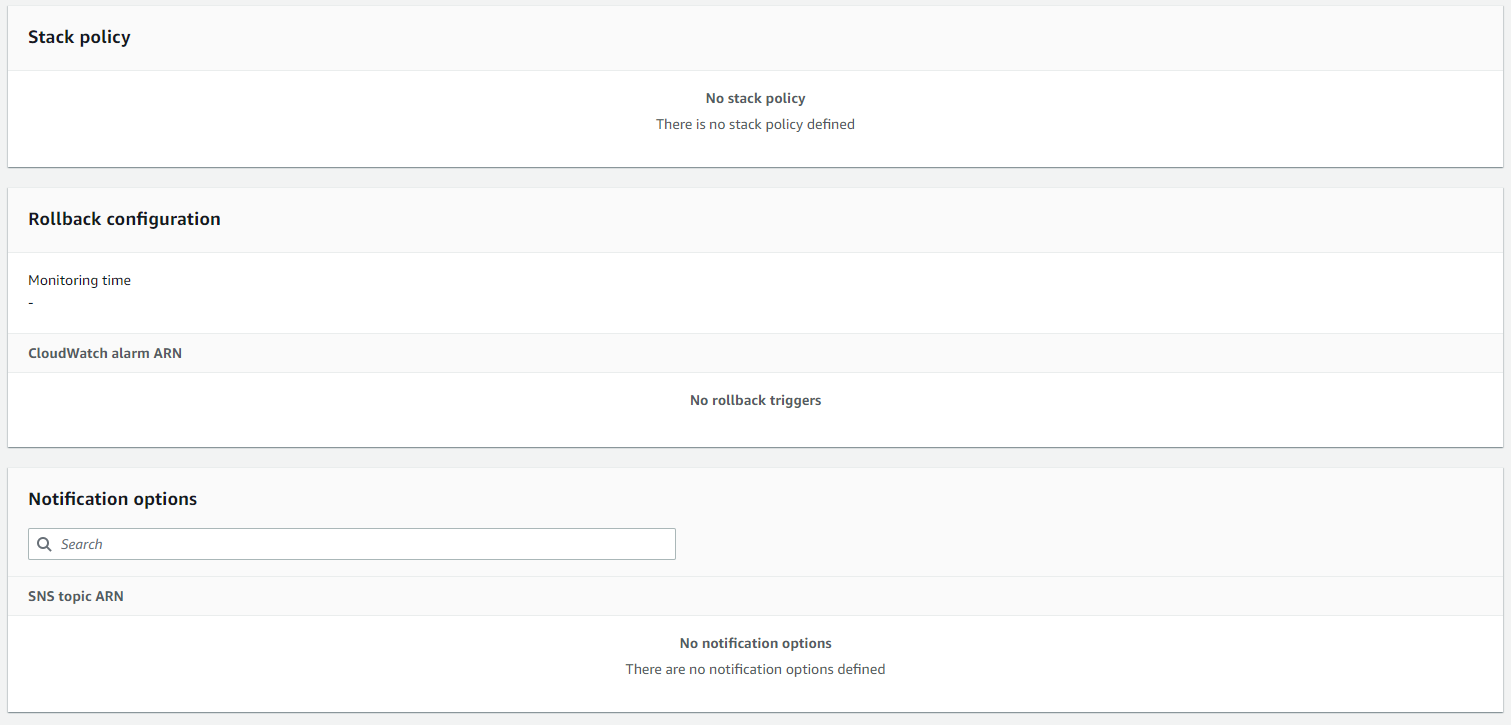 Stack policy
No stack policy
There is no stack policy defined
Rollback configuration
Monitoring time
-
CloudWatch alarm ARN
No rollback triggers
Notification options
Search
SNS topic ARN
No notification options
There are no notification options defined